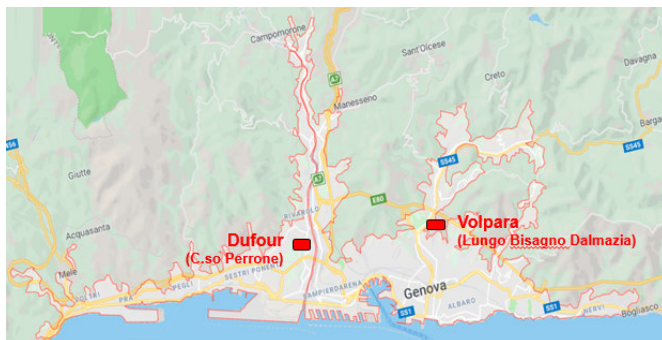 Campomorone
A7
Sant'Olcese
Davagna
Creto
Manesseno
SS45
Barga
A56
SS45
Giutte
A7
E80
RIVAROLO
Volpara
Acquasanta
Dufour
(Lungo Bisagno Dalmazia)
(C.so Perrone)
Mele
SESTRI PONENTE
VOLTRI
PRA
PEGLI
SAMPIERDARENA
Genova
ALBARO
SS1
SS1
NERVI
Bogliasco